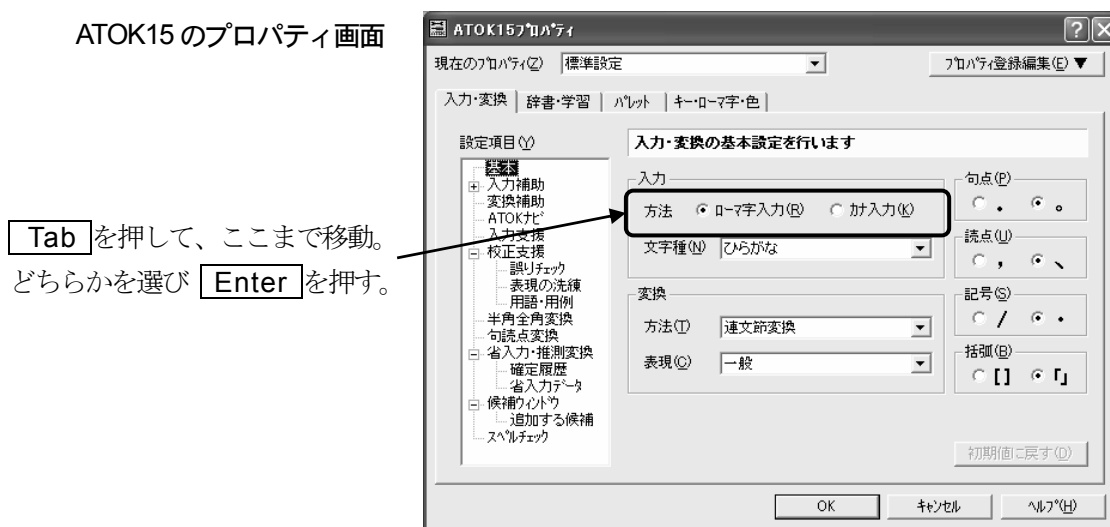 ATOK15 のプロパティ画面
ATOK15ﾌﾟﾛﾊﾟﾃｨ
現在のﾌﾟﾛﾊﾟﾃｨ(Z) 標準設定 ﾌﾟﾛﾊﾟﾃｨ登録編集(E) ▼
入力･変換 辞書･学習 ﾊﾟﾚｯﾄ ｷｰ･ﾛｰﾏ字･色
設定項目(Y)
基本
入力補助
変換補助
ATOKﾅﾋﾞ
入力支援
校正支援
誤りﾁｪｯｸ
表現の洗練
用語･用例
半角全角変換
句読点変換
省入力･推測変換
確定履歴
省入力ﾃﾞｰﾀ
候補ｳｨﾝﾄﾞｳ
追加する候補
ｽﾍﾟﾙﾁｪｯｸ
入力･変換の基本設定を行います
入力
方法 ﾛｰﾏ字入力(R) ｶﾅ入力(K)
文字種(N) ひらがな
変換
方法(T) 連文節変換
表現(C) 一般
句点(P)
． 。
読点(U)
， 、
記号(S)
/ ・
括弧(B)
[ ] 「」
初期値に戻す(D)
OK ｷｬﾝｾﾙ ﾍﾙﾌﾟ(H)
Tab を押して、ここまで移動。
どちらかを選び Enter を押す。